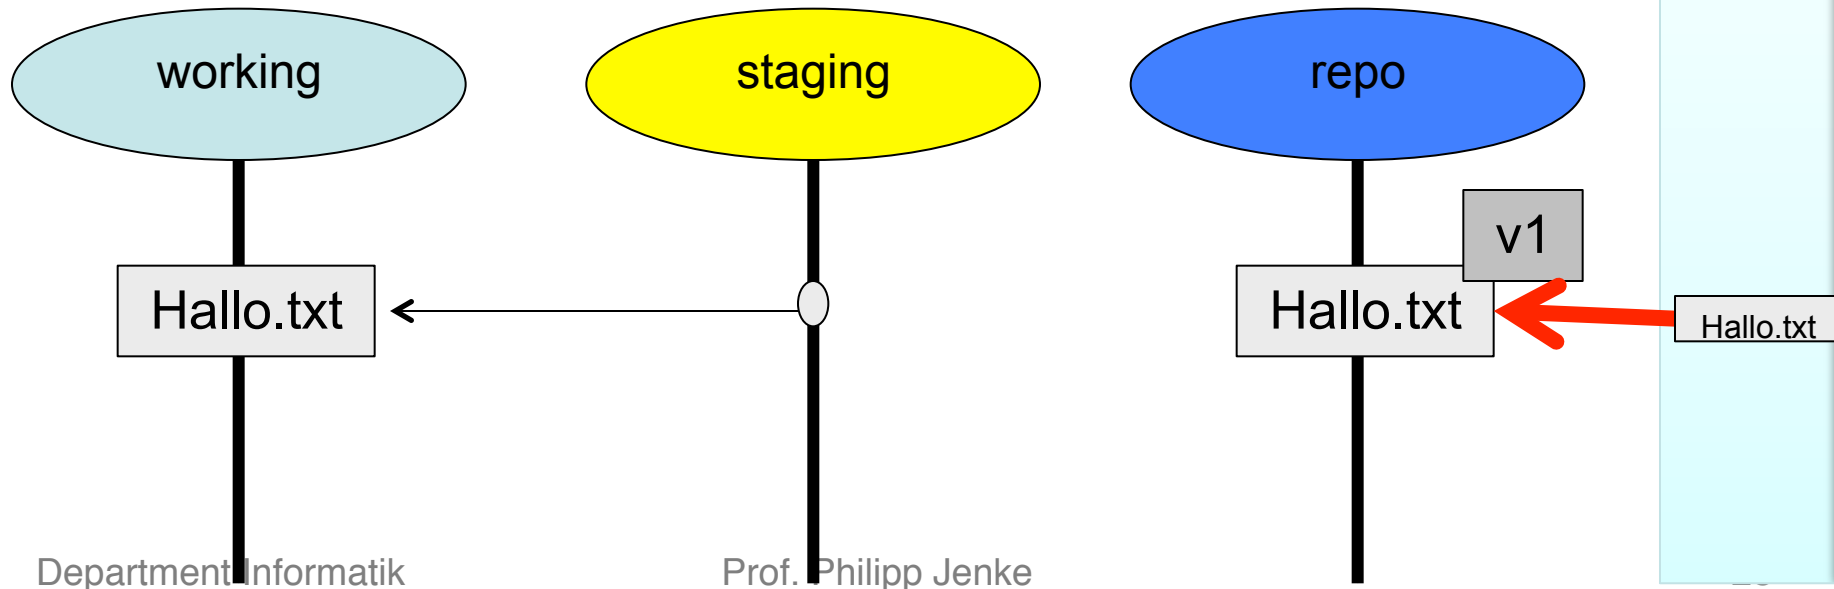 working
staging
repo
v1
Hallo.txt
Hallo.txt
Hallo.txt
Department Informatik
Prof. Philipp Jenke